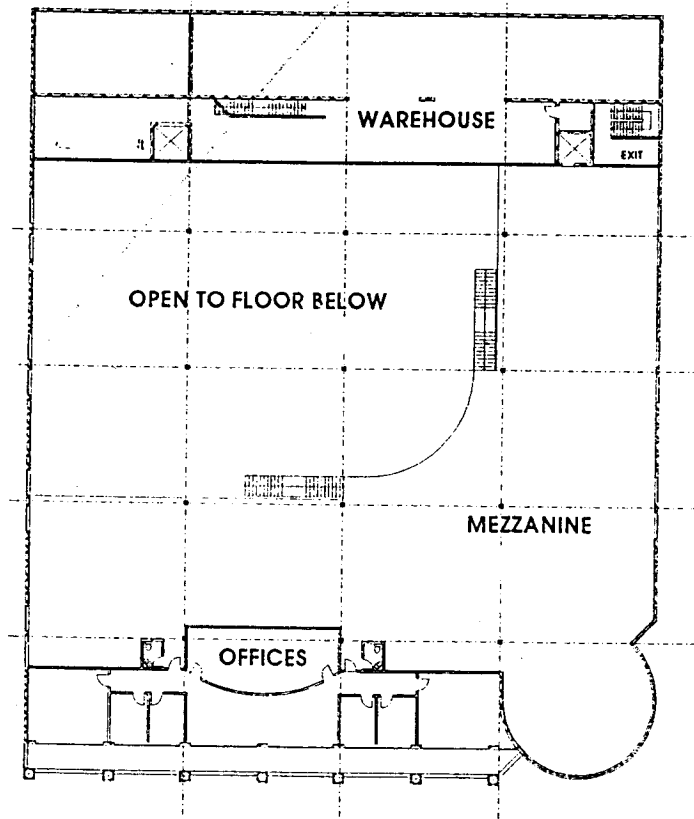 WAREHOUSE
EXIT
OPEN TO FLOOR BELOW
MEZZANINE
OFFICES